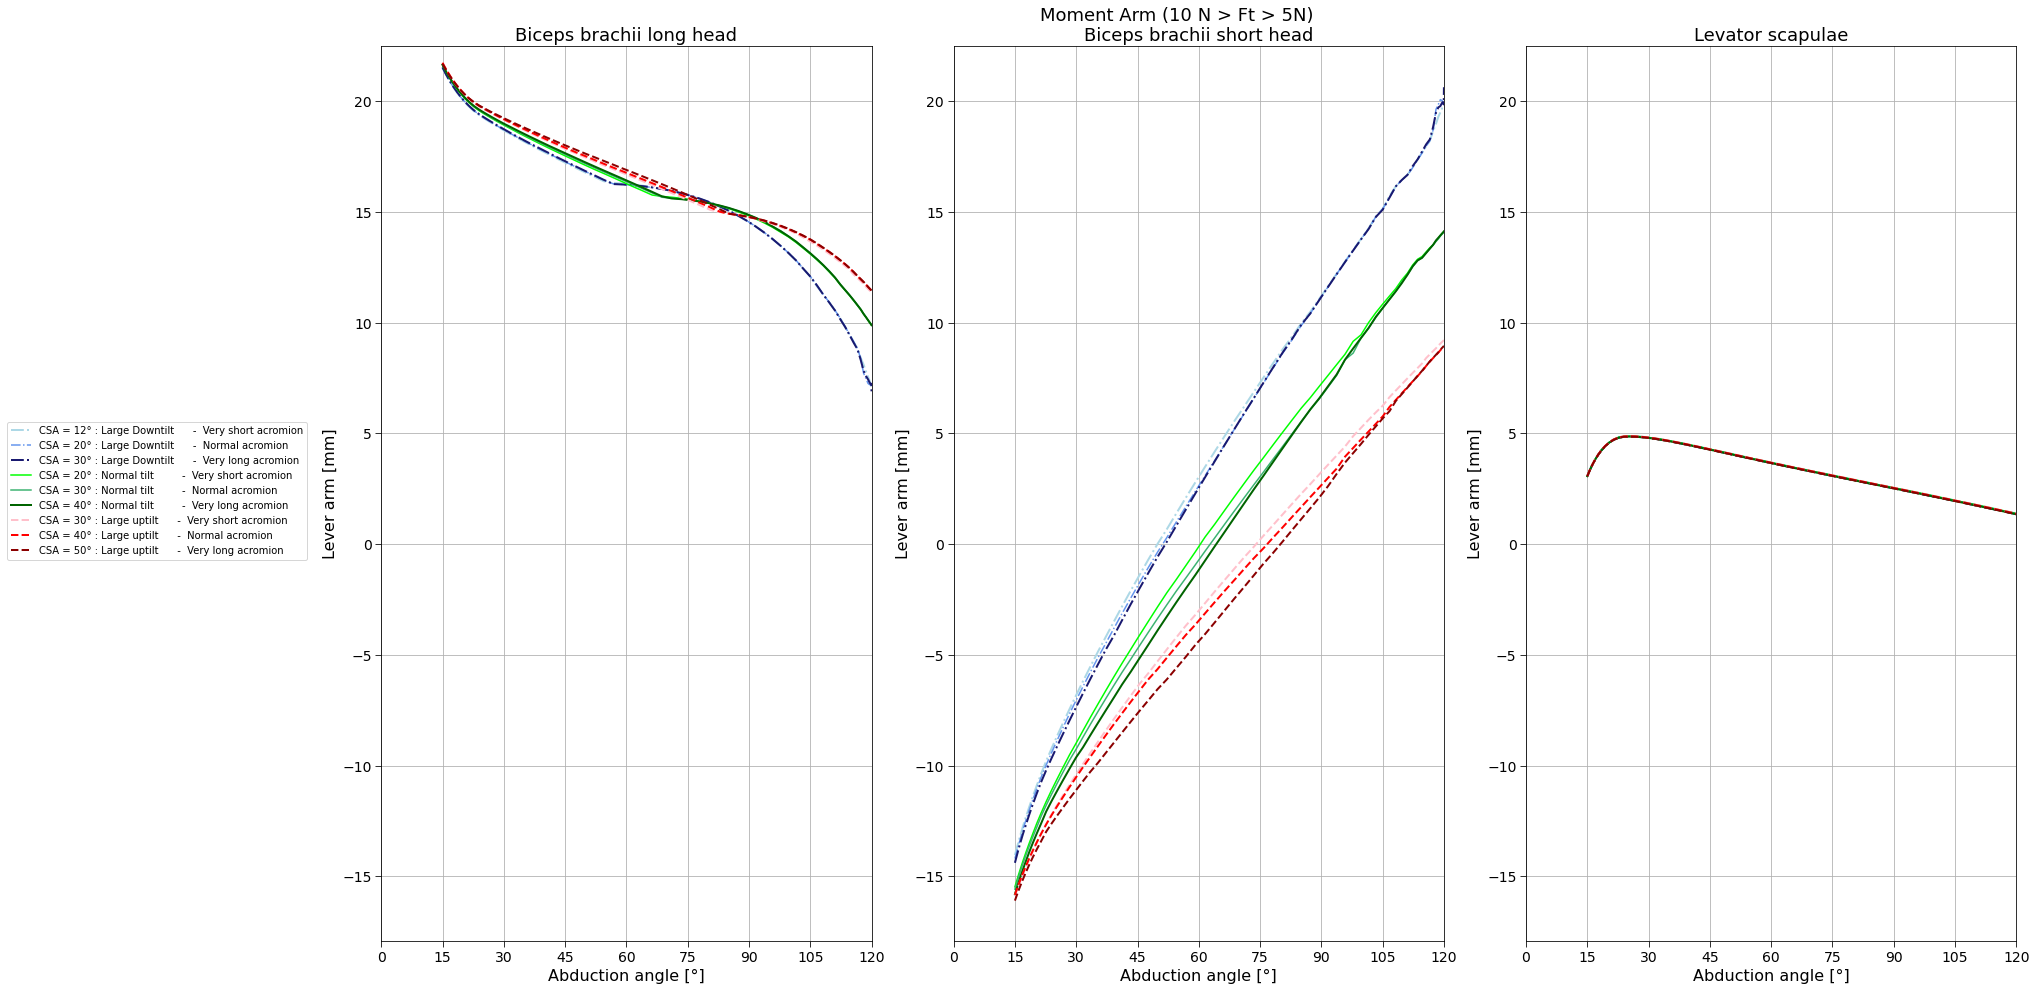 Moment Arm (10 N > Ft > 5N)
Biceps brachii long head
Biceps brachii short head
Levator scapulae
CSA = 12° : Large Downtilt - Very short acromion
CSA = 20° : Large Downtilt - Normal acromion
CSA = 30° : Large Downtilt - Very long acromion
CSA = 20° : Normal tilt - Very short acromion
CSA = 30° : Normal tilt - Normal acromion
CSA = 40° : Normal tilt - Very long acromion
CSA = 30° : Large uptilt - Very short acromion
CSA = 40° : Large uptilt - Normal acromion
CSA = 50° : Large uptilt - Very long acromion
Lever arm [mm]
20
15
10
5
0
−5
−10
−15
0 15 30 45 60 75 90 105 120
Abduction angle [°]
Lever arm [mm]
20
15
10
5
0
−5
−10
−15
0 15 30 45 60 75 90 105 120
Abduction angle [°]
Lever arm [mm]
20
15
10
5
0
−5
−10
−15
0 15 30 45 60 75 90 105 120
Abduction angle [°]